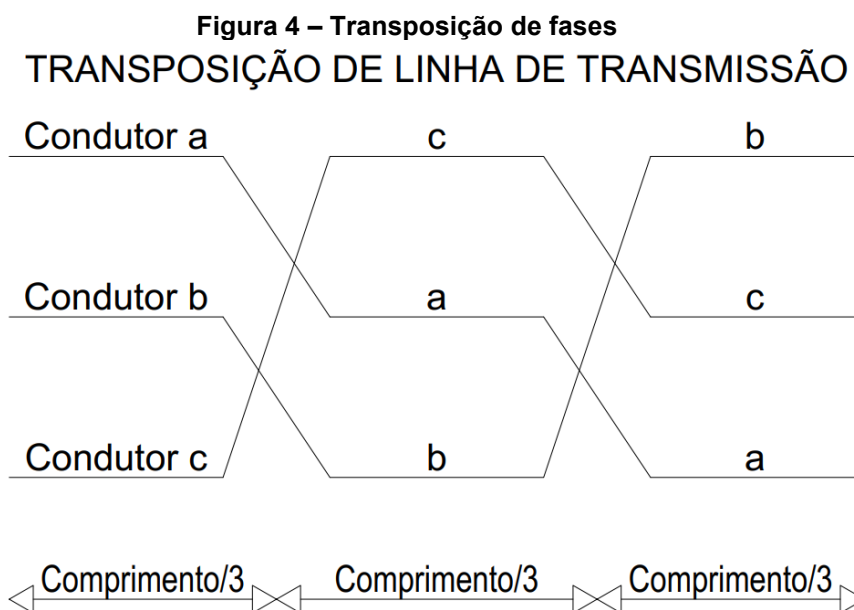 Figura 4 – Transposição de fases
TRANSPOSIÇÃO DE LINHA DE TRANSMISSÃO
Condutor a c b
Condutor b a c
Condutor c b a
Comprimento/3 Comprimento/3 Comprimento/3